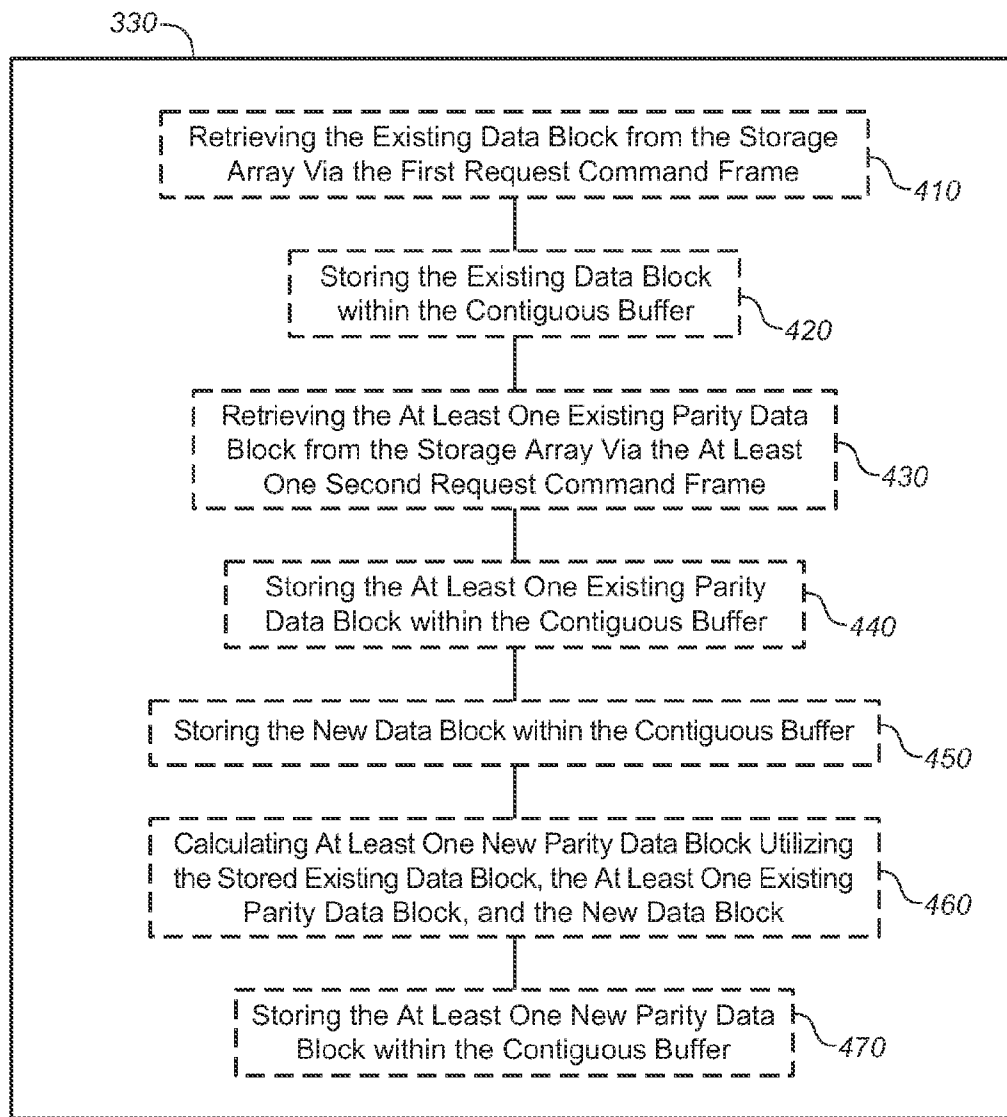 330
Retrieving the Existing Data Block from the Storage
Array Via the First Request Command Frame
410
Storing the Existing Data Block
within the Contiguous Buffer
420
Retrieving the At Least One Existing Parity Data
Block from the Storage Array Via the At Least
One Second Request Command Frame
430
Storing the At Least One Existing Parity
Data Block within the Contiguous Buffer
440
Storing the New Data Block within the Contiguous Buffer
450
Calculating At Least One New Parity Data Block Utilizing
the Stored Existing Data Block, the At Least One Existing
Parity Data Block, and the New Data Block
460
Storing the At Least One New Parity Data
Block within the Contiguous Buffer
470